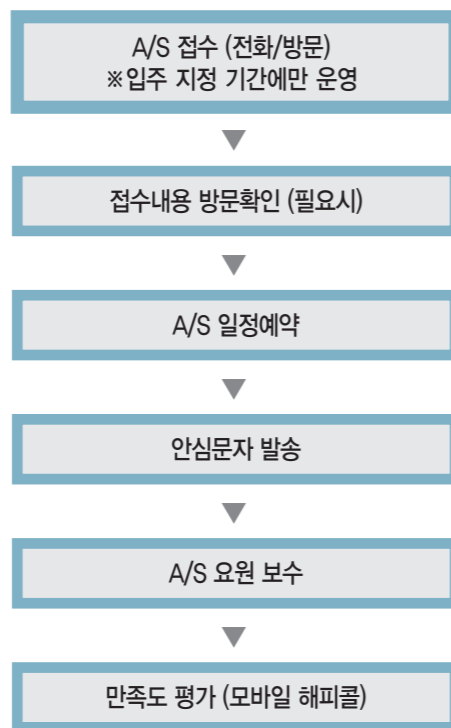 A/S 접수 (전화/방문)
※입주 지정 기간에만 운영
접수내용 방문확인 (필요시)
A/S 일정예약
안심문자 발송
A/S 요원 보수
만족도 평가 (모바일 해피콜)